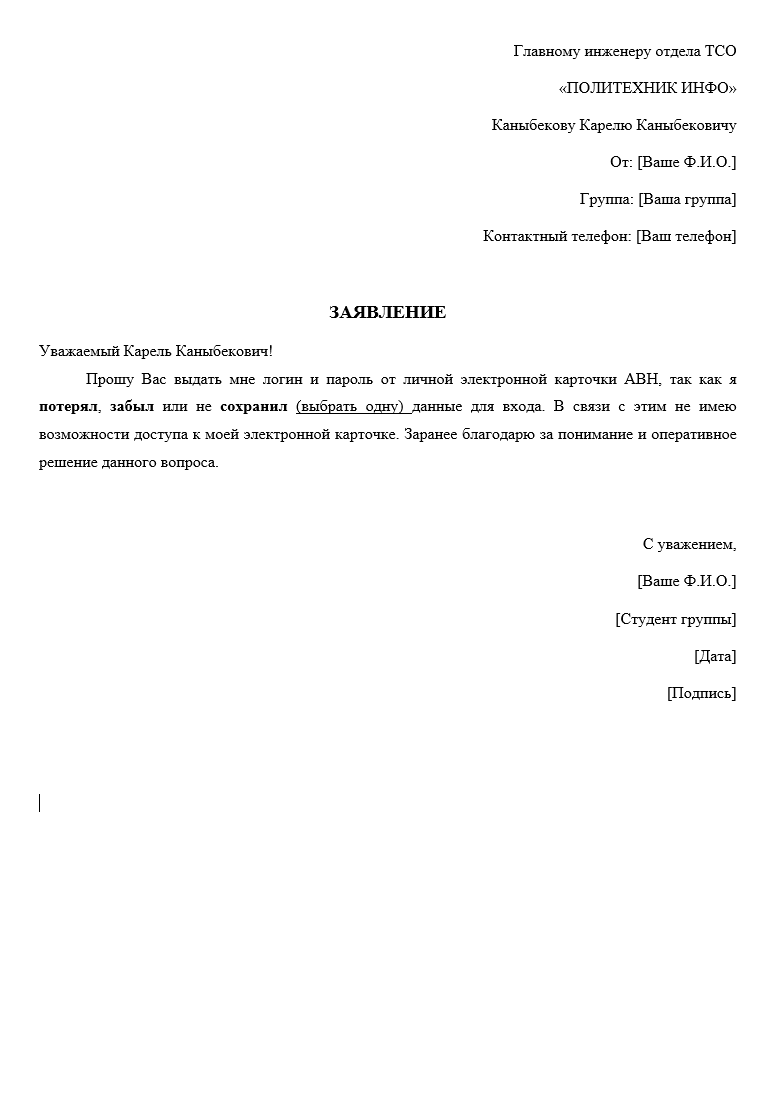 Главному инженеру отдела ТСО
«ПОЛИТЕХНИК ИНФО»
Каныбекову Карелю Каныбековичу
От: [Ваше Ф.И.О.]
Группа: [Ваша группа]
Контактный телефон: [Ваш телефон]
ЗАЯВЛЕНИЕ
Уважаемый Карель Каныбекович!
Прошу Вас выдать мне логин и пароль от личной электронной карточки АВН, так как я
потерял, забыл или не сохранил (выбрать одну) данные для входа. В связи с этим не имею
возможности доступа к моей электронной карточке. Заранее благодарю за понимание и оперативное
решение данного вопроса.
С уважением,
[Ваше Ф.И.О.]
[Студент группы]
[Дата]
[Подпись]